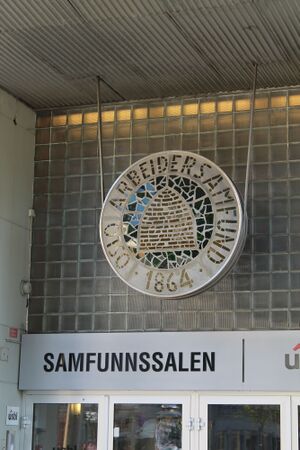 OSLO ARBEIDERSAMFUND
· 1864 ·
SAMFUNNSSALEN